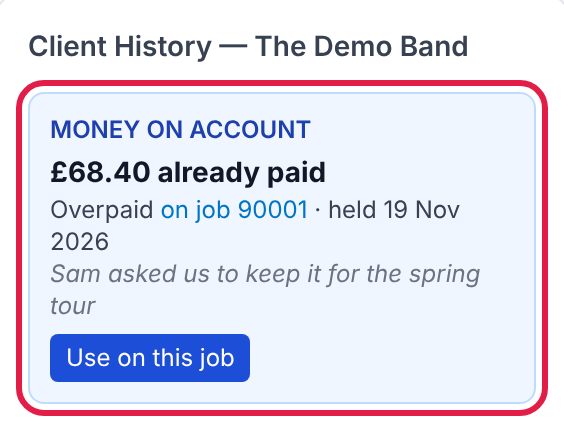 Client History — The Demo Band
MONEY ON ACCOUNT
£68.40 already paid
Overpaid on job 90001 · held 19 Nov
2026
Sam asked us to keep it for the spring
tour
Use on this job